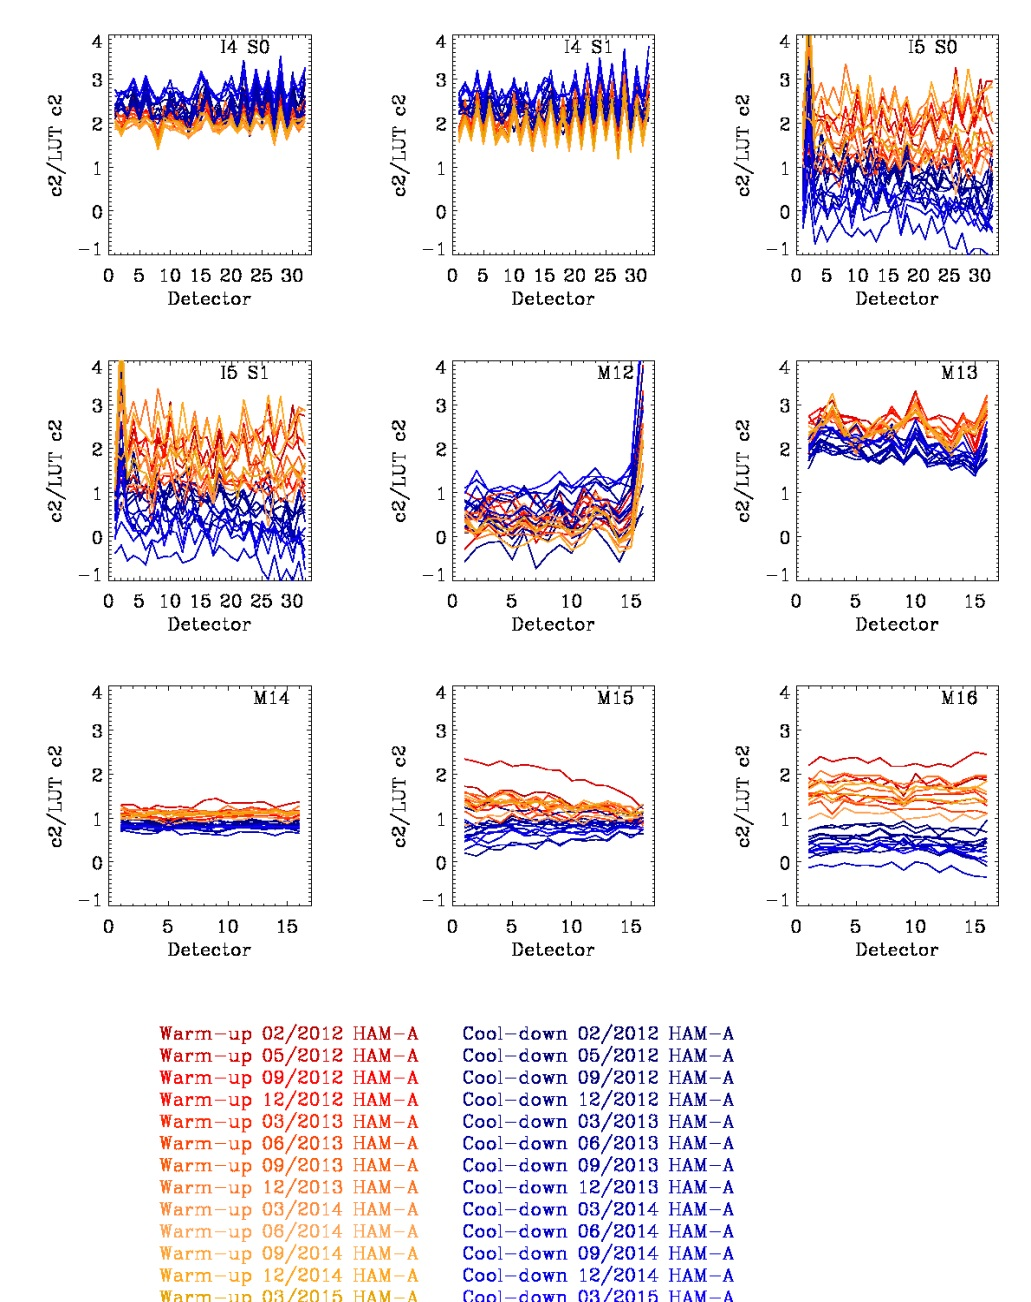 I4 S0
4
3
2
1
0
−1
c2/LUT c2
0 5 10 15 20 25 30
Detector
I4 S1
4
3
2
1
0
−1
c2/LUT c2
0 5 10 15 20 25 30
Detector
I5 S0
4
3
2
1
0
−1
c2/LUT c2
0 5 10 15 20 25 30
Detector
I5 S1
4
3
2
1
0
−1
c2/LUT c2
0 5 10 15 20 25 30
Detector
M12
4
3
2
1
0
−1
c2/LUT c2
0 5 10 15
Detector
M13
4
3
2
1
0
−1
c2/LUT c2
0 5 10 15
Detector
M14
4
3
2
1
0
−1
c2/LUT c2
0 5 10 15
Detector
M15
4
3
2
1
0
−1
c2/LUT c2
0 5 10 15
Detector
M16
4
3
2
1
0
−1
c2/LUT c2
0 5 10 15
Detector
Warm−up 02/2012 HAM−A
Warm−up 05/2012 HAM−A
Warm−up 09/2012 HAM−A
Warm−up 12/2012 HAM−A
Warm−up 03/2013 HAM−A
Warm−up 06/2013 HAM−A
Warm−up 09/2013 HAM−A
Warm−up 12/2013 HAM−A
Warm−up 03/2014 HAM−A
Warm−up 06/2014 HAM−A
Warm−up 09/2014 HAM−A
Warm−up 12/2014 HAM−A
Warm−up 03/2015 HAM−A
Cool−down 02/2012 HAM−A
Cool−down 05/2012 HAM−A
Cool−down 09/2012 HAM−A
Cool−down 12/2012 HAM−A
Cool−down 03/2013 HAM−A
Cool−down 06/2013 HAM−A
Cool−down 09/2013 HAM−A
Cool−down 12/2013 HAM−A
Cool−down 03/2014 HAM−A
Cool−down 06/2014 HAM−A
Cool−down 09/2014 HAM−A
Cool−down 12/2014 HAM−A
Cool−down 03/2015 HAM−A